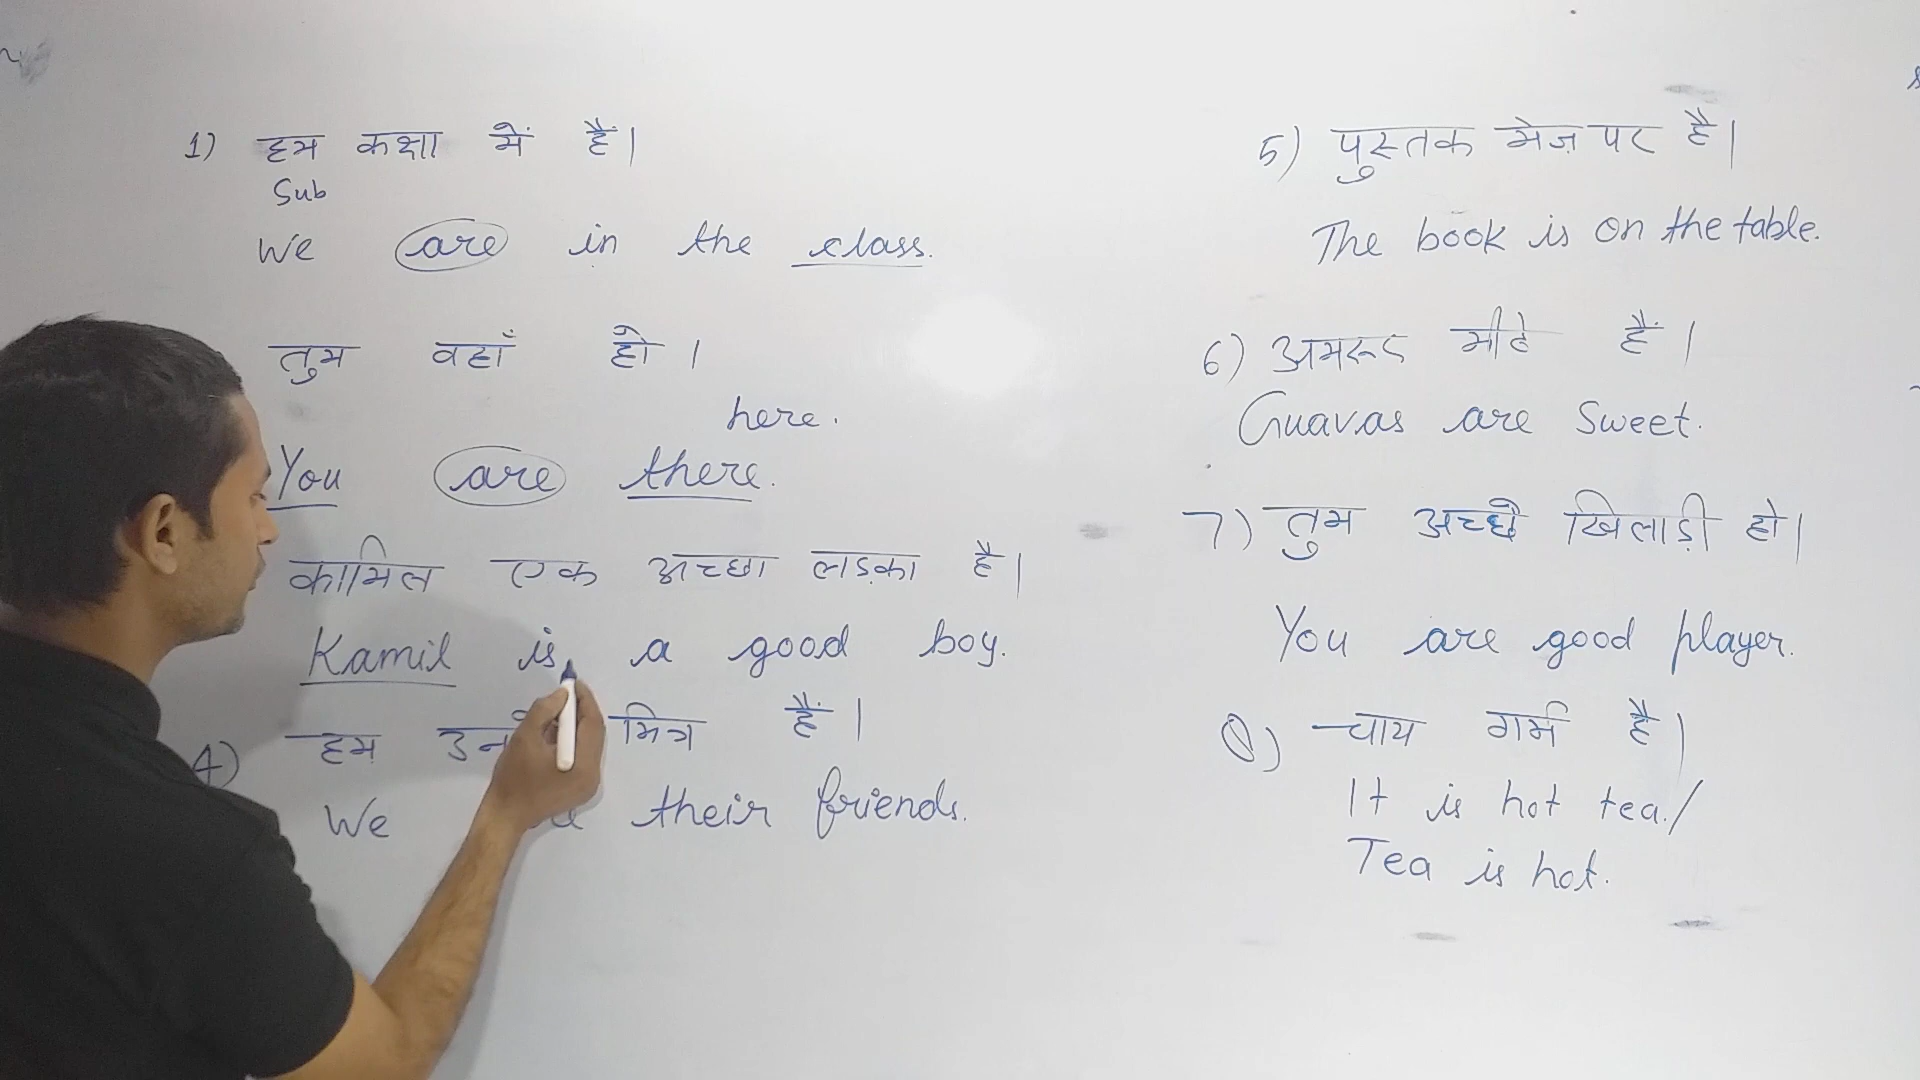 1) हम कक्षा में हैं।
Sub
We are in the class.
तुम वहाँ हो।
here.
You are there.
कामिल एक अच्छा लड़का है।
Kamil is a good boy.
4) हम मित्र हैं।
We their friends.
5) पुस्तक मेज़ पर है।
The book is on the table.
6) अमरूद मीठे हैं।
Guavas are sweet.
7) तुम अच्छे खिलाड़ी हो।
You are good player.
8) चाय गर्म है।
It is hot tea./
Tea is hot.